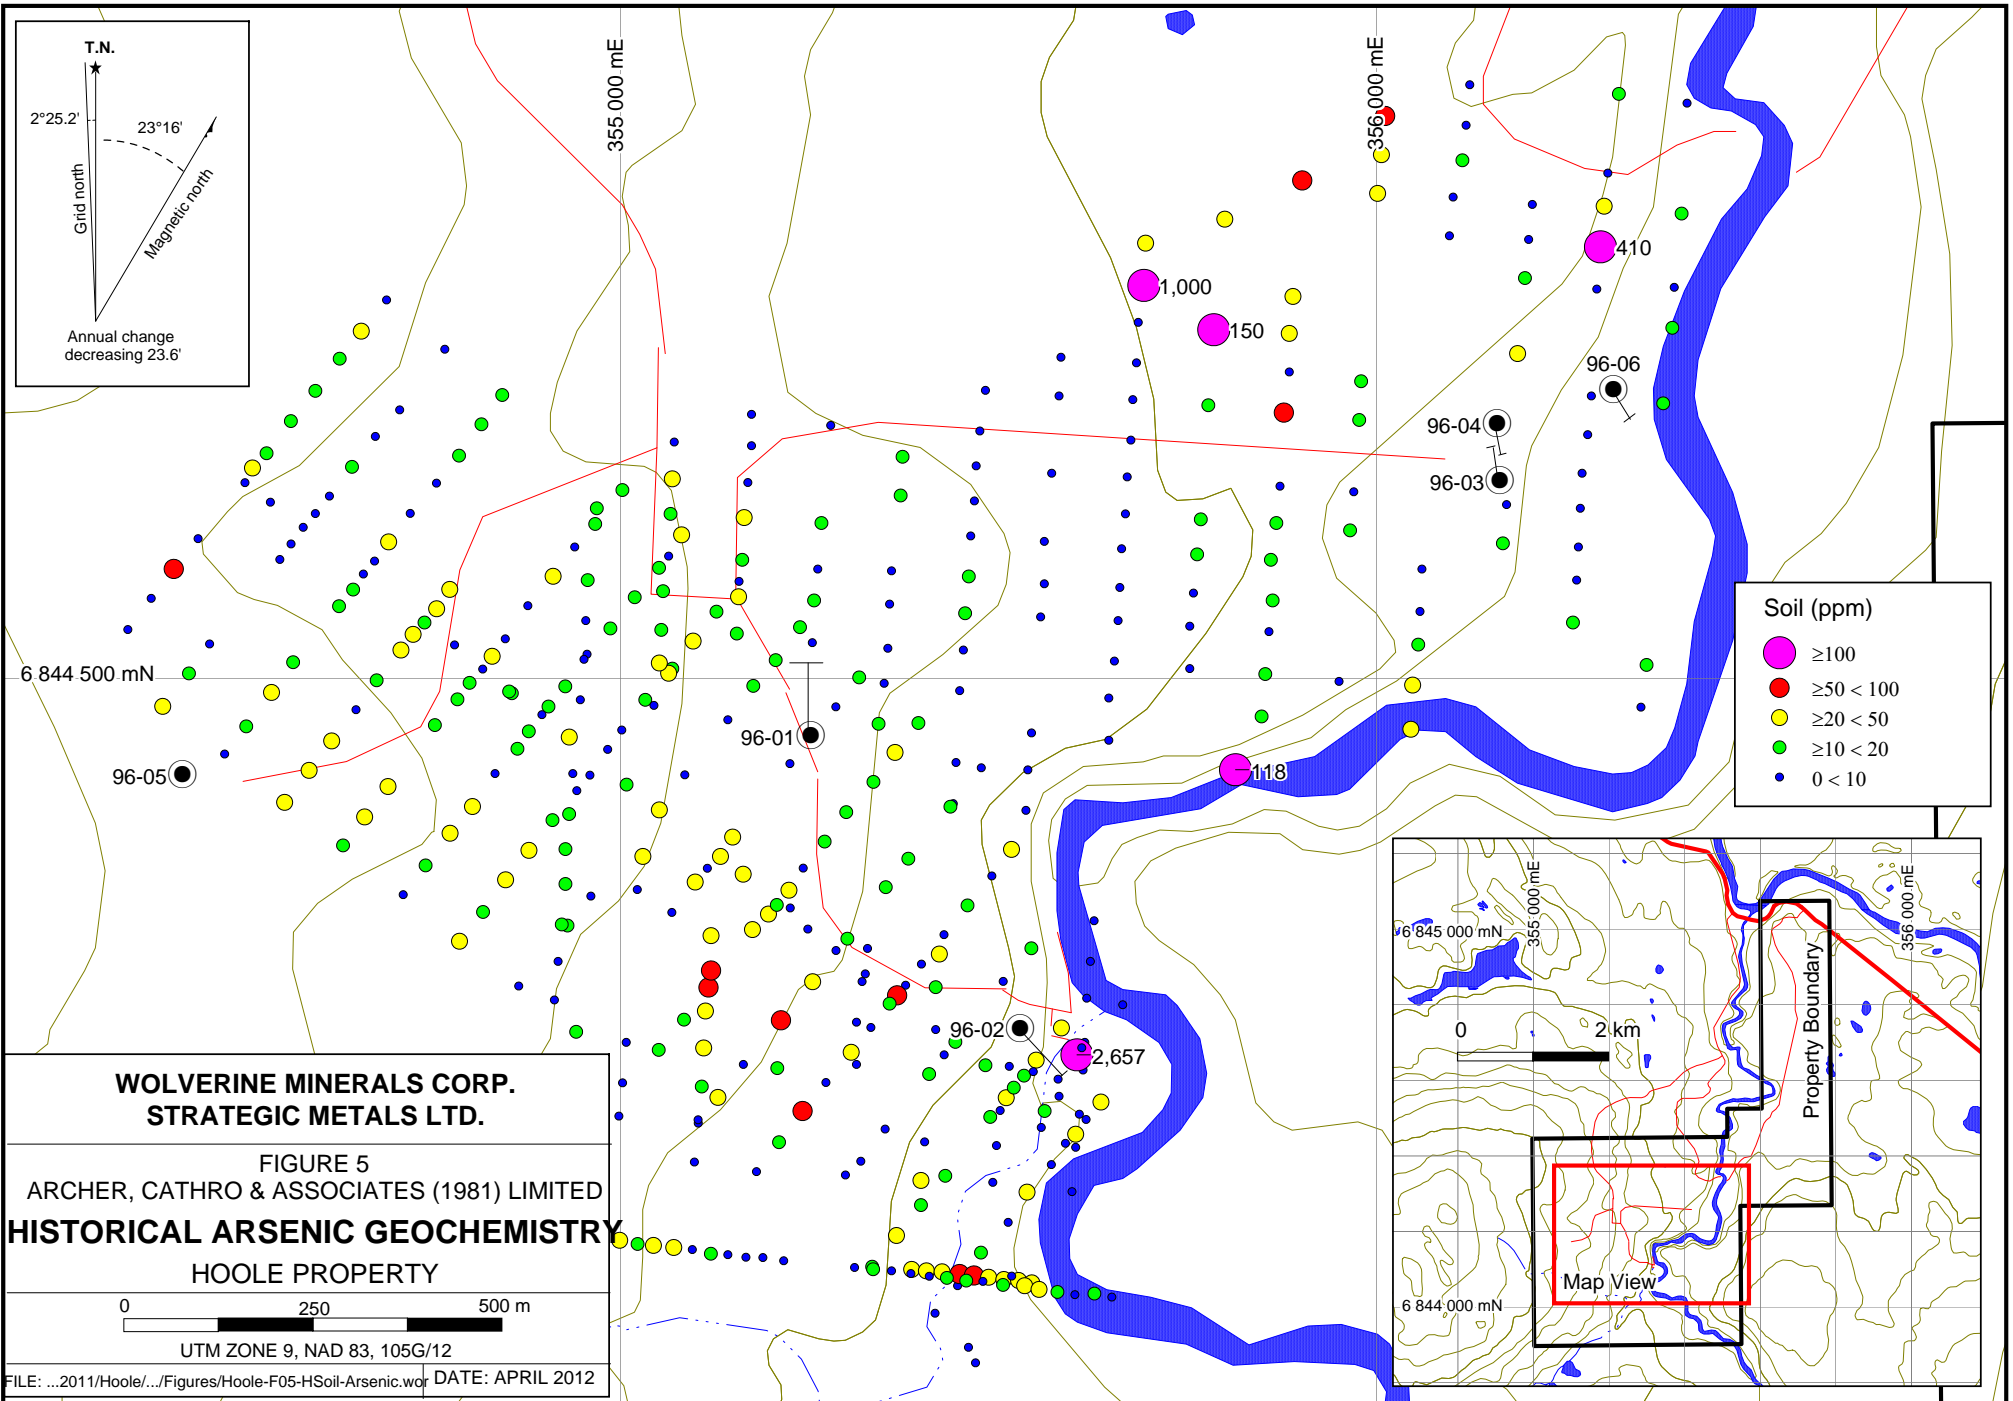 T.N.
2°25.2'
23°16'
Grid north
Magnetic north
Annual change
decreasing 23.6'
355 000 mE
356 000 mE
410
1,000
150
96-06
96-04
96-03
6 844 500 mN
96-01
96-05
118
96-02
2,657
Soil (ppm)
≥100
≥50 < 100
≥20 < 50
≥10 < 20
0 < 10
355 000 mE
356 000 mE
6 845 000 mN
0 2 km
Property Boundary
Map View
6 844 000 mN
WOLVERINE MINERALS CORP.
STRATEGIC METALS LTD.
FIGURE 5
ARCHER, CATHRO & ASSOCIATES (1981) LIMITED
HISTORICAL ARSENIC GEOCHEMISTRY
HOOLE PROPERTY
0 250 500 m
UTM ZONE 9, NAD 83, 105G/12
FILE: ...2011/Hoole/.../Figures/Hoole-F05-HSoil-Arsenic.wor
DATE: APRIL 2012